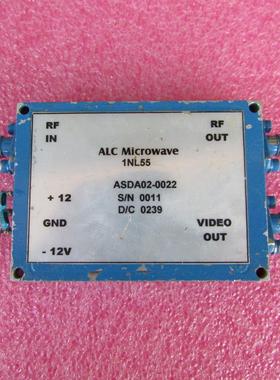 RF IN
RF OUT
ALC Microwave
1NL55
ASDA02-0022
+ 12
S/N 0011
D/C 0239
GND
VIDEO OUT
- 12V